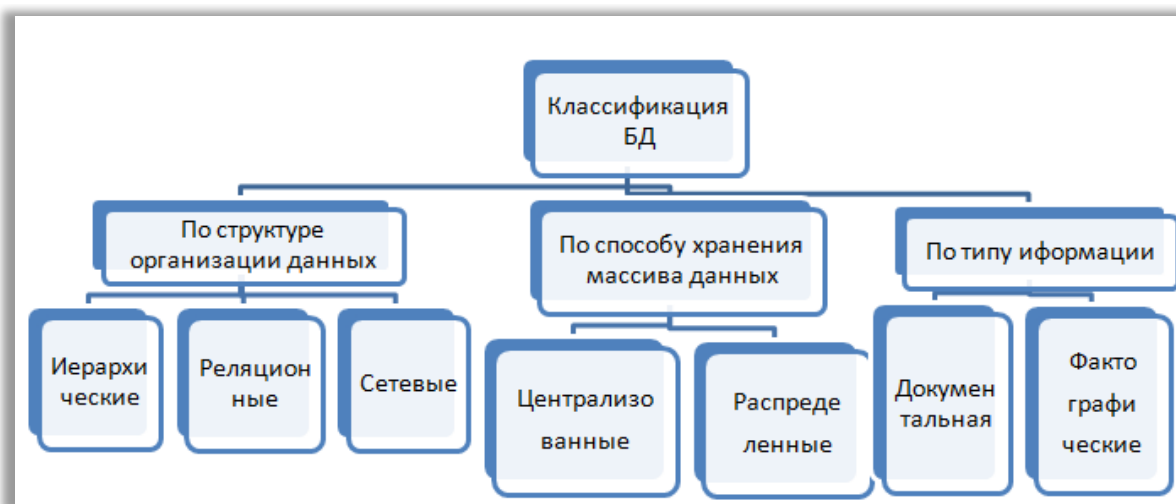 Классификация
БД
По структуре
организации данных
По способу хранения
массива данных
По типу иформации
Иерархи
ческие
Реляцион
ные
Сетевые
Централизо
ванные
Распреде
ленные
Докумен
тальная
Факто
графи
ческие